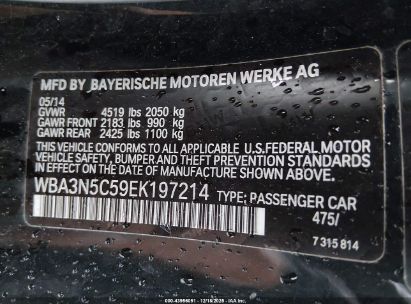 MFD BY BAYERISCHE MOTOREN WERKE AG
05/14
GVWR 4519 lbs 2050 kg
GAWR FRONT 2183 lbs 990 kg
GAWR REAR 2425 lbs 1100 kg
THIS VEHICLE CONFORMS TO ALL APPLICABLE U.S.FEDERAL MOTOR
VEHICLE SAFETY, BUMPER, AND THEFT PREVENTION STANDARDS
IN EFFECT ON THE DATE OF MANUFACTURE SHOWN ABOVE.
WBA3N5C59EK197214 TYPE: PASSENGER CAR
475/
7 315 814